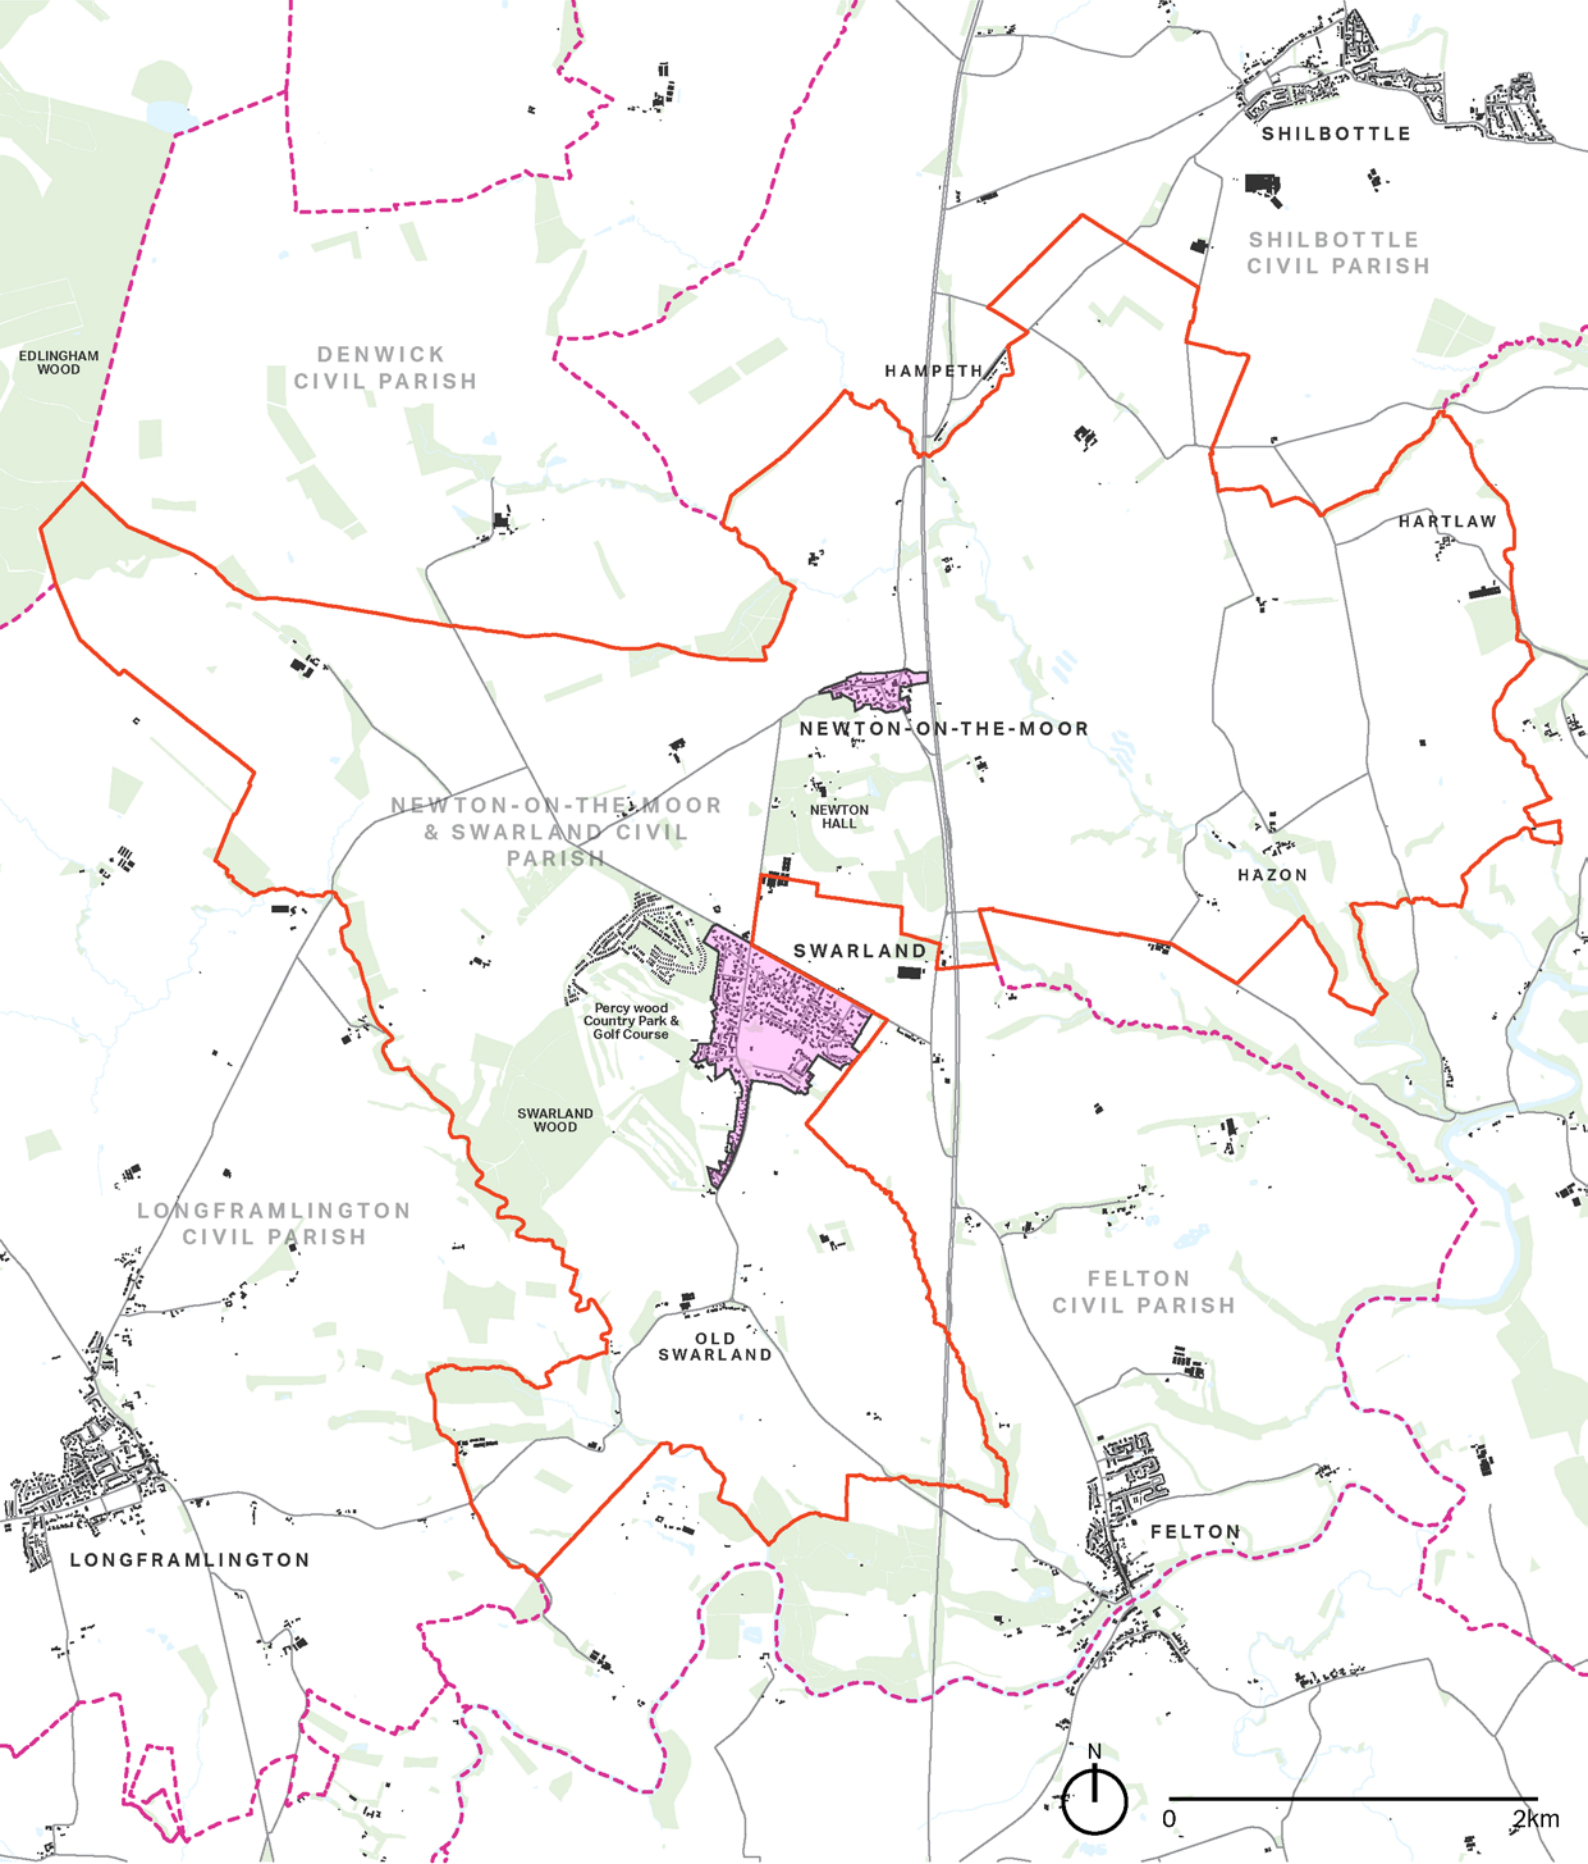 SHILBOTTLE
SHILBOTTLE
CIVIL PARISH
EDLINGHAM
WOOD
DENWICK
CIVIL PARISH
HAMPETH
HARTLAW
NEWTON-ON-THE-MOOR
NEWTON-ON-THE-MOOR
& SWARLAND CIVIL
PARISH
NEWTON
HALL
HAZON
SWARLAND
Percy wood
Country Park &
Golf Course
SWARLAND
WOOD
LONGFRAMLINGTON
CIVIL PARISH
FELTON
CIVIL PARISH
OLD
SWARLAND
FELTON
LONGFRAMLINGTON
N
0
2km